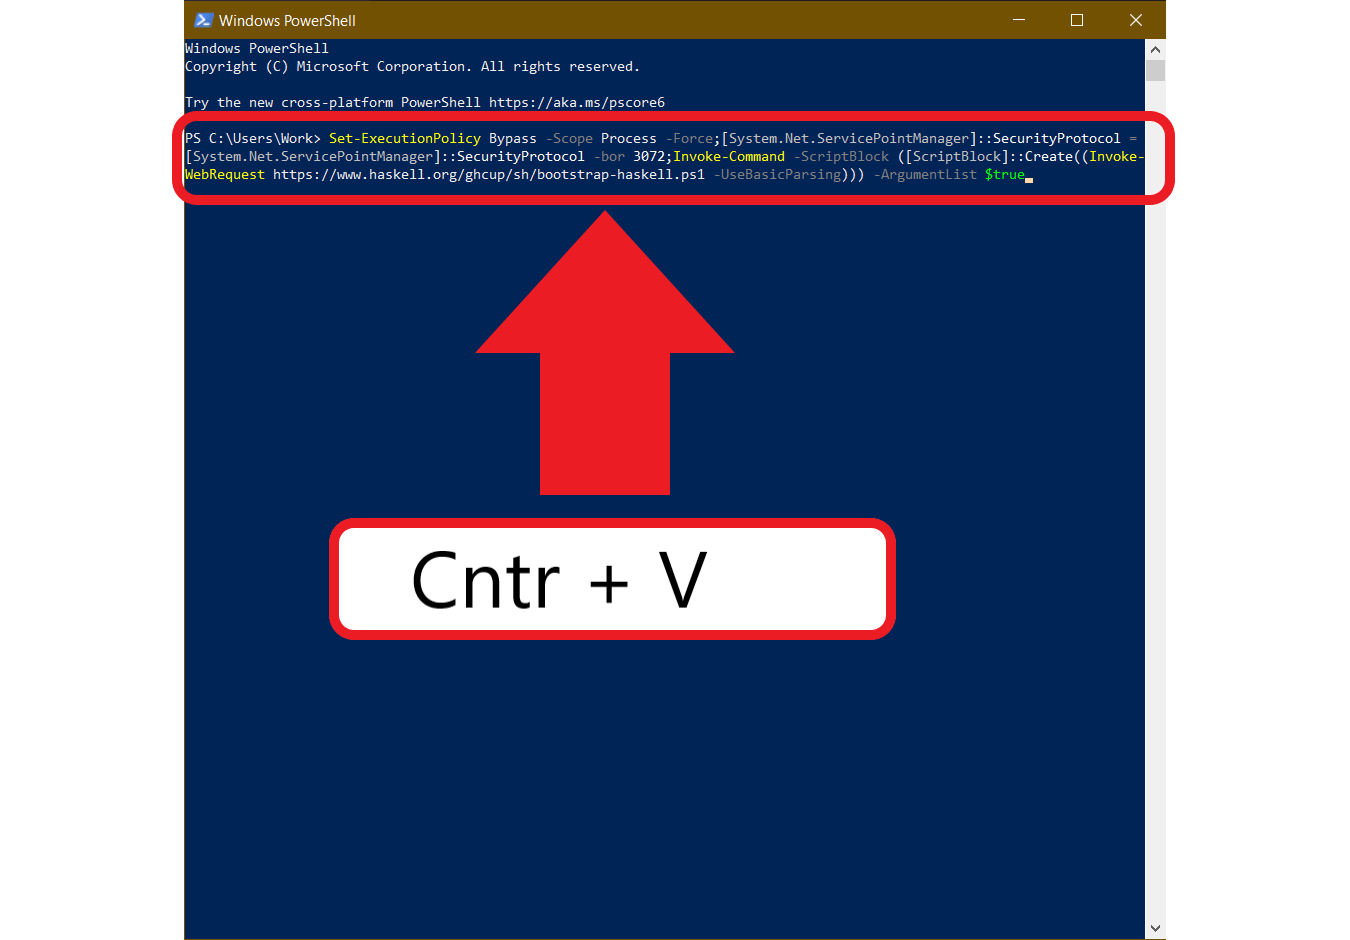 Windows PowerShell
Windows PowerShell
Copyright (C) Microsoft Corporation. All rights reserved.
Try the new cross-platform PowerShell https://aka.ms/pscore6
PS C:\Users\Work> Set-ExecutionPolicy Bypass -Scope Process -Force;[System.Net.ServicePointManager]::SecurityProtocol =
[System.Net.ServicePointManager]::SecurityProtocol -bor 3072;Invoke-Command -ScriptBlock ([ScriptBlock]::Create((Invoke-
WebRequest https://www.haskell.org/ghcup/sh/bootstrap-haskell.ps1 -UseBasicParsing))) -ArgumentList $true
Cntr + V